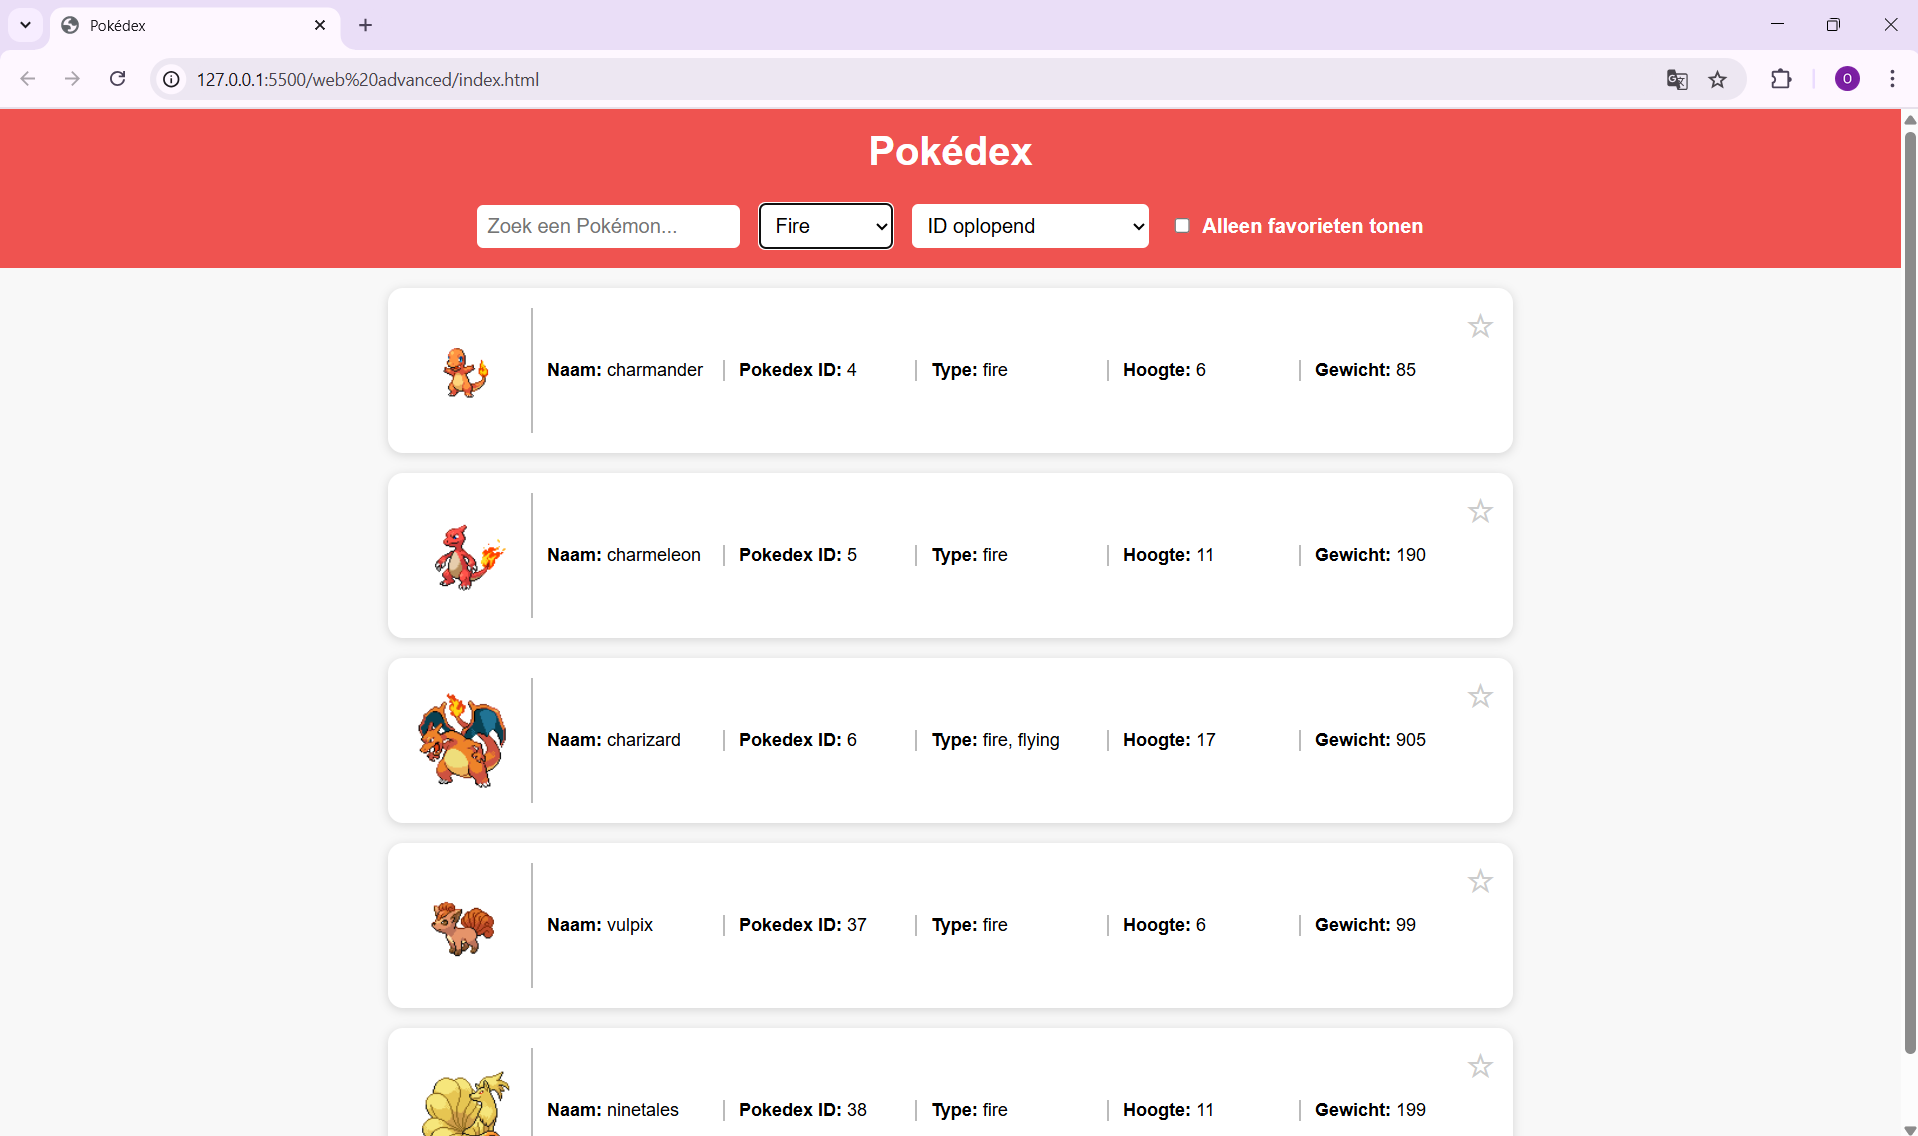 Pokédex
127.0.0.1:5500/web%20advanced/index.html
O
Pokédex
Zoek een Pokémon...
Fire
ID oplopend
Alleen favorieten tonen
Naam: charmander Pokedex ID: 4 Type: fire Hoogte: 6 Gewicht: 85
Naam: charmeleon Pokedex ID: 5 Type: fire Hoogte: 11 Gewicht: 190
Naam: charizard Pokedex ID: 6 Type: fire, flying Hoogte: 17 Gewicht: 905
Naam: vulpix Pokedex ID: 37 Type: fire Hoogte: 6 Gewicht: 99
Naam: ninetales Pokedex ID: 38 Type: fire Hoogte: 11 Gewicht: 199